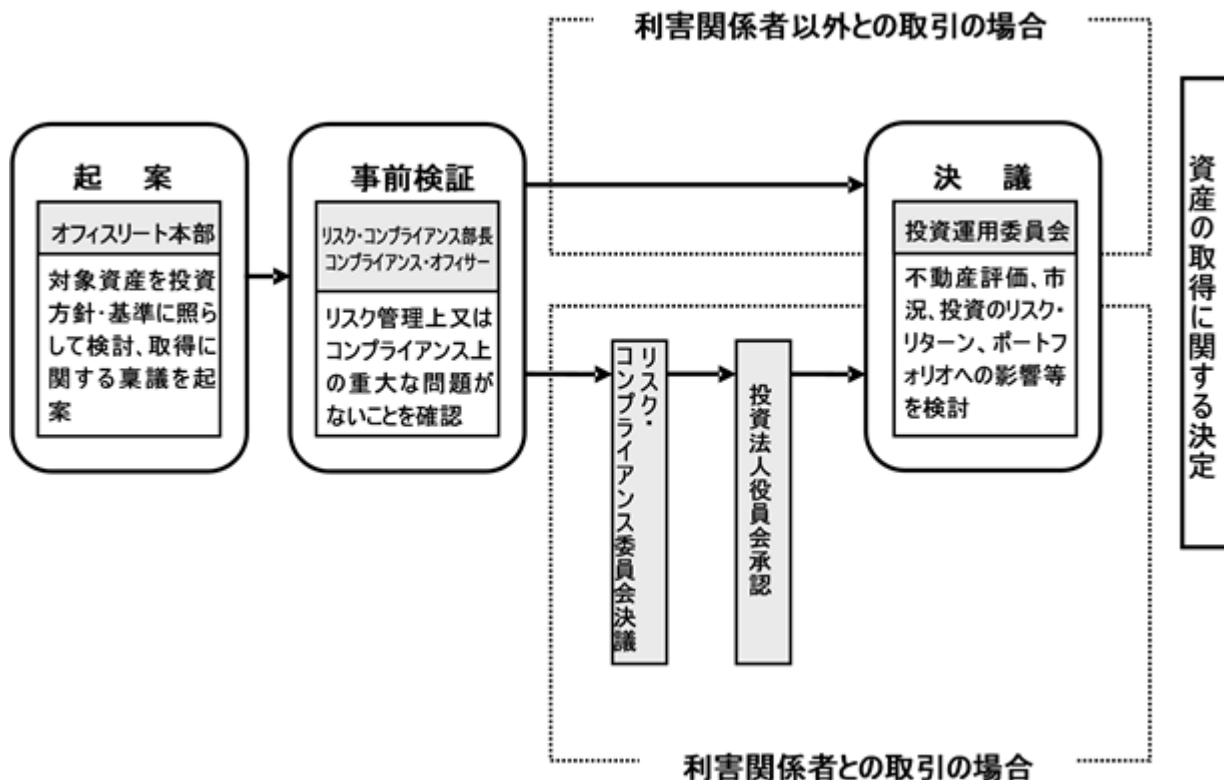 利害関係者以外との取引の場合
起　案
オフィスリート本部
対象資産を投資
方針・基準に照ら
して検討、取得に
関する稟議を起
案
事前検証
リスク・コンプライアンス部長
コンプライアンス・オフィサー
リスク管理上又は
コンプライアンス上
の重大な問題が
ないことを確認
リスク・
コンプライアンス委員会決議
投資法人役員会承認
決　議
投資運用委員会
不動産評価、市
況、投資のリスク・
リターン、ポートフ
ォリオへの影響等
を検討
資産の取得に関する決定
利害関係者との取引の場合